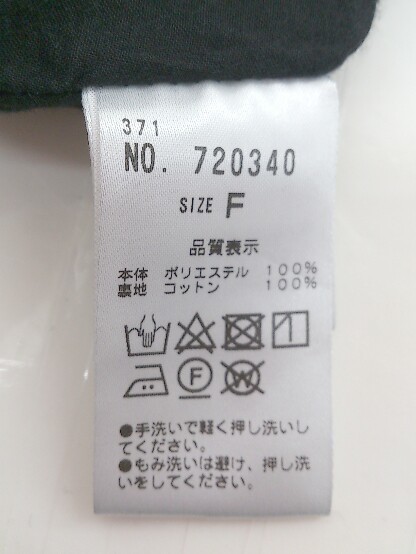 371
NO. 720340
SIZE F
品質表示
本体 ポリエステル 100%
裏地 コットン 100%
F
W
●手洗いで軽く押し洗いし
てください。
●もみ洗いは避け、押し洗
いをしてください。